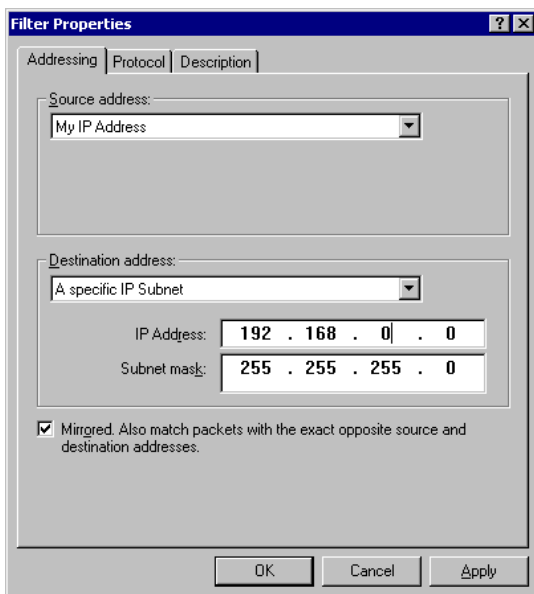 Filter Properties
Addressing Protocol Description
Source address:
My IP Address
Destination address:
A specific IP Subnet
IP Address: 192 . 168 . 0 . 0
Subnet mask: 255 . 255 . 255 . 0
Mirrored. Also match packets with the exact opposite source and
destination addresses.
OK Cancel Apply